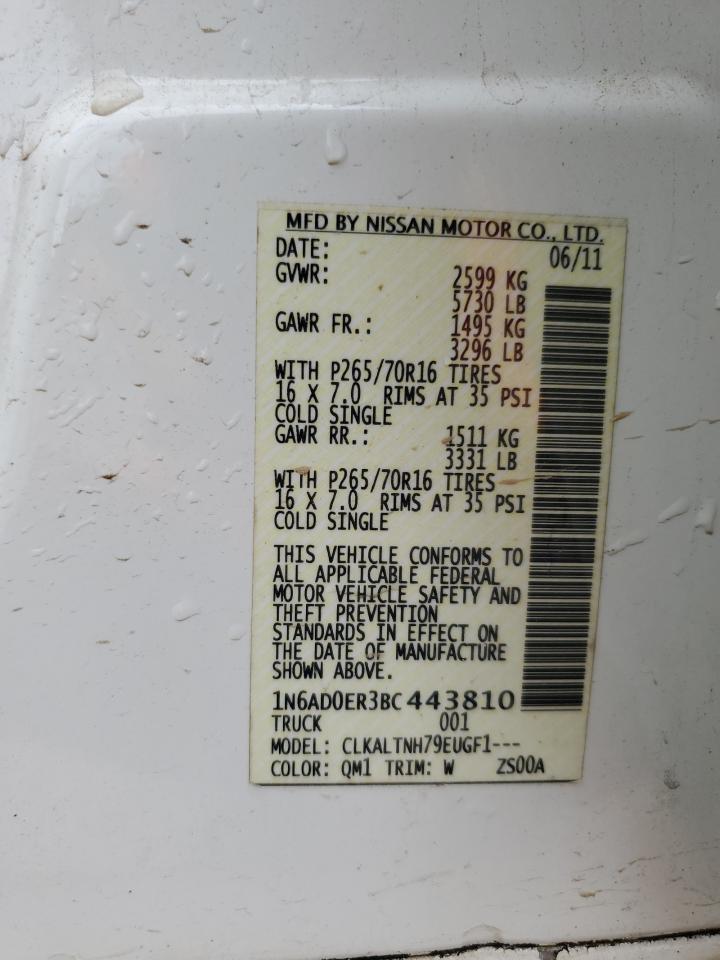 MFD BY NISSAN MOTOR CO., LTD.
DATE: 06/11
GVWR: 2599 KG
5730 LB
GAWR FR.: 1495 KG
3296 LB
WITH P265/70R16 TIRES
16 X 7.0 RIMS AT 35 PSI
COLD SINGLE
GAWR RR.: 1511 KG
3331 LB
WITH P265/70R16 TIRES
16 X 7.0 RIMS AT 35 PSI
COLD SINGLE
THIS VEHICLE CONFORMS TO
ALL APPLICABLE FEDERAL
MOTOR VEHICLE SAFETY AND
THEFT PREVENTION
STANDARDS IN EFFECT ON
THE DATE OF MANUFACTURE
SHOWN ABOVE.
1N6AD0ER3BC443810
TRUCK 001
MODEL: CLKALTNH79EUGF1---
COLOR: QM1 TRIM: W ZS00A